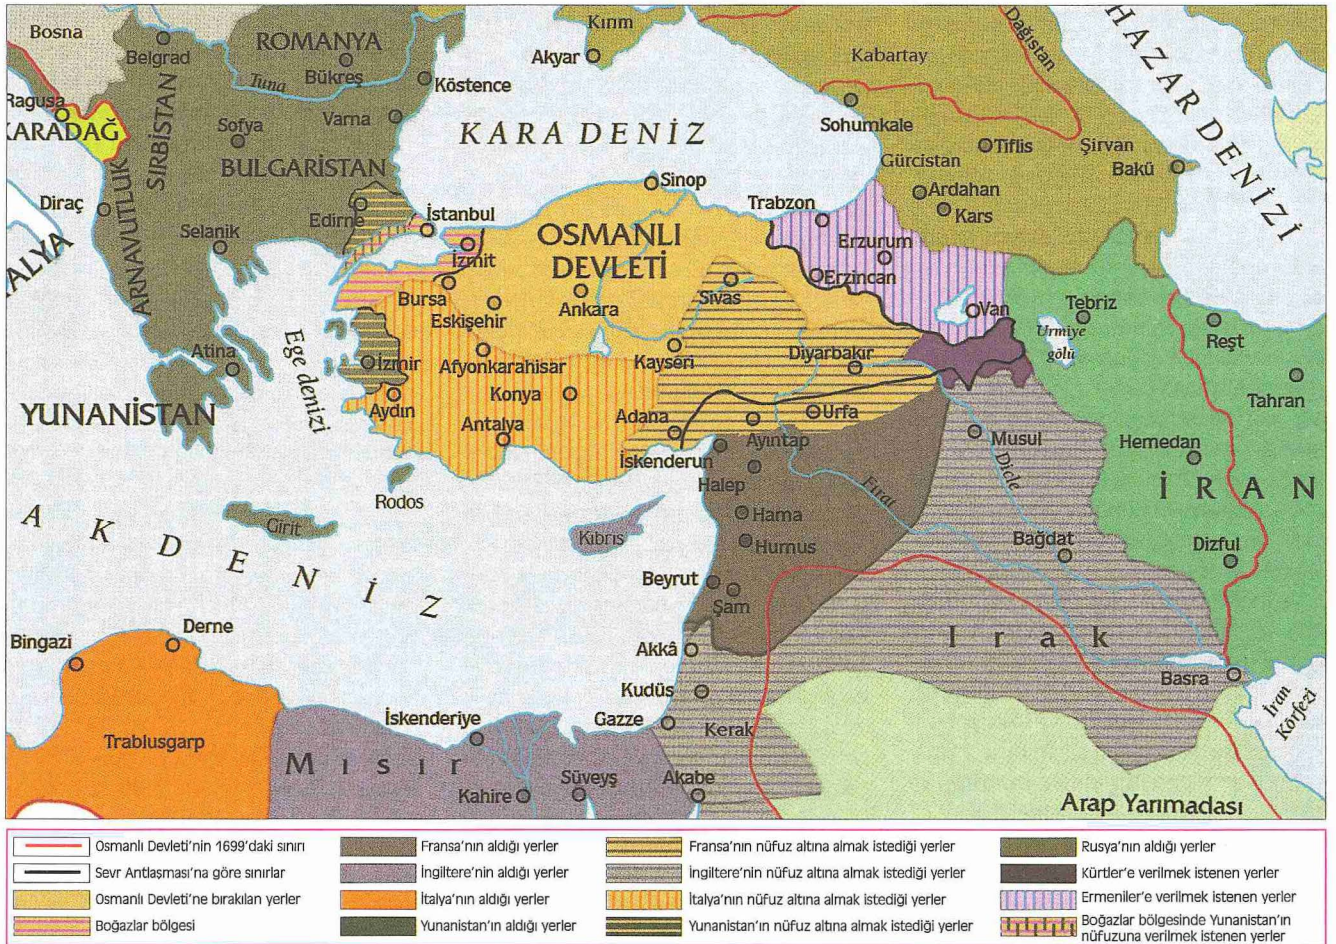 Bosna
Belgrad
ROMANYA
Bükreş
Tuna
Köstence
Kırım
Akyar
Kabartay
Dağıstan
HAZAR DENİZİ
Ragusa
KARADAĞ
SIRBİSTAN
Sofya
Varna
BULGARİSTAN
KARADENİZ
Sohumkale
Gürcistan
Tiflis
Şirvan
Bakü
Ardahan
Kars
Diraç
ARNAVUTLUK
Selanik
Edirne
İstanbul
İzmit
Sinop
Trabzon
Erzurum
Erzincan
OSMANLI
DEVLETİ
ALYA
Bursa
Eskişehir
Ankara
Sivas
Van
Tebriz
Urmiye
gölü
Reşt
Atina
Ege denizi
İzmir
Afyonkarahisar
Kayseri
Diyarbakır
Tahran
YUNANİSTAN
Aydın
Konya
Antalya
Adana
Urfa
Ayıntap
Musul
Hemedan
İRAN
İskenderun
Halep
Dicle
Fırat
Rodos
Girit
AKDENİZ
Kıbrıs
Hama
Humus
Bağdat
Dizful
Beyrut
Şam
Irak
Bingazi
Derne
Akkâ
Basra
Kudüs
İran
Körfezi
İskenderiye
Gazze
Kerak
Trablusgarp
Mısır
Kahire
Süveyş
Akabe
Arap Yarımadası
Osmanlı Devleti'nin 1699'daki sınırı
Sevr Antlaşması'na göre sınırlar
Osmanlı Devleti'ne bırakılan yerler
Boğazlar bölgesi
Fransa'nın aldığı yerler
İngiltere'nin aldığı yerler
İtalya'nın aldığı yerler
Yunanistan'ın aldığı yerler
Fransa'nın nüfuz altına almak istediği yerler
İngiltere'nin nüfuz altına almak istediği yerler
İtalya'nın nüfuz altına almak istediği yerler
Yunanistan'ın nüfuz altına almak istediği yerler
Rusya'nın aldığı yerler
Kürtler'e verilmek istenen yerler
Ermeniler'e verilmek istenen yerler
Boğazlar bölgesinde Yunanistan'ın
nüfuzuna verilmek istenen yerler